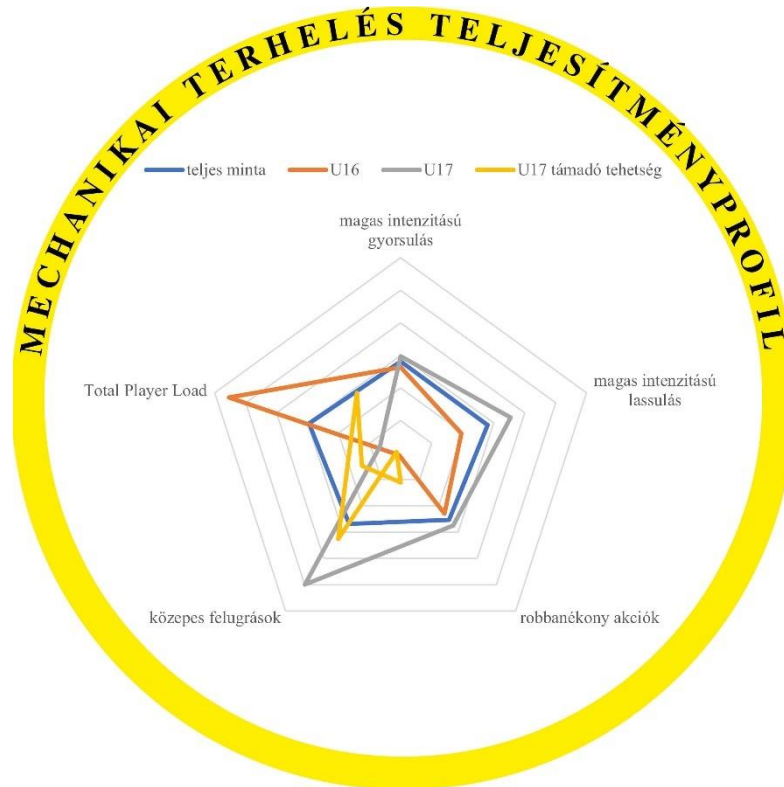 MECHANIKAI TERHELÉS TELJESÍTMÉNYPROFIL
teljes minta U16 U17 U17 támadó tehetség
magas intenzitású
gyorsulás
Total Player Load
magas intenzitású
lassulás
közepes felugrások
robbanékony akciók